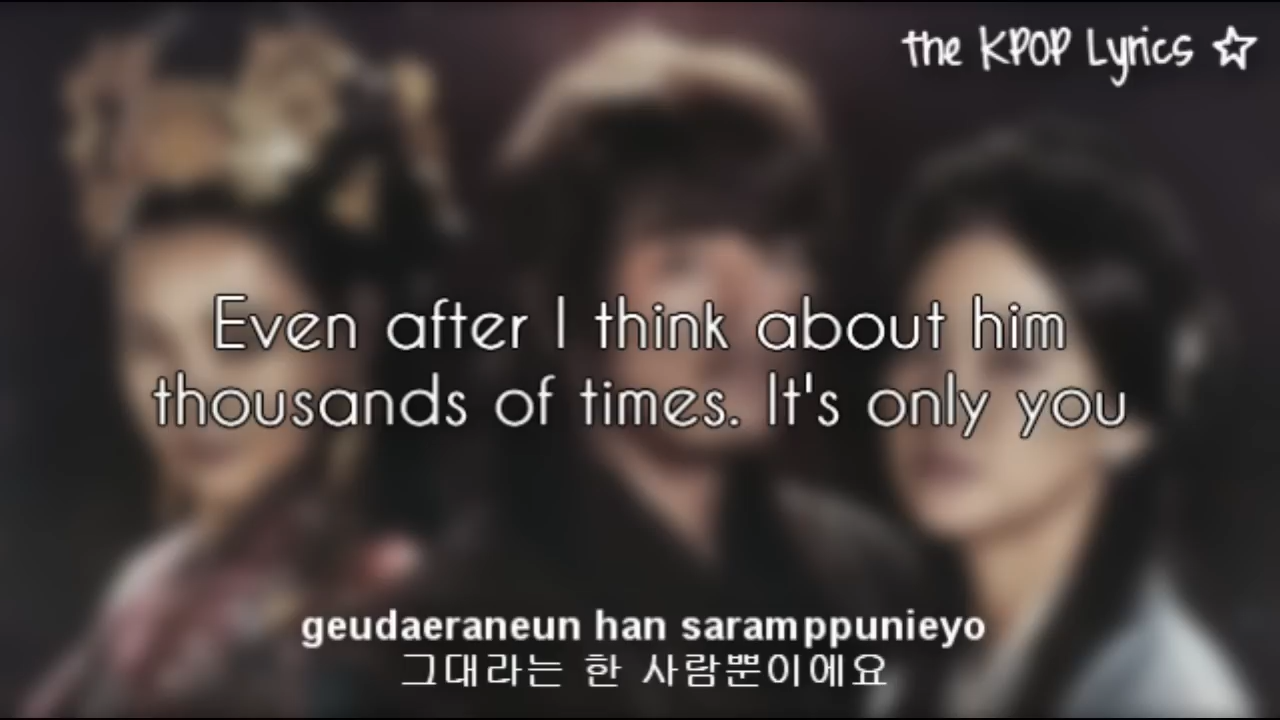 the KPOP Lyrics ☆
Even after I think about him
thousands of times. It's only you
geudaeraneun han saramppunieyo
그대라는 한 사람뿐이에요